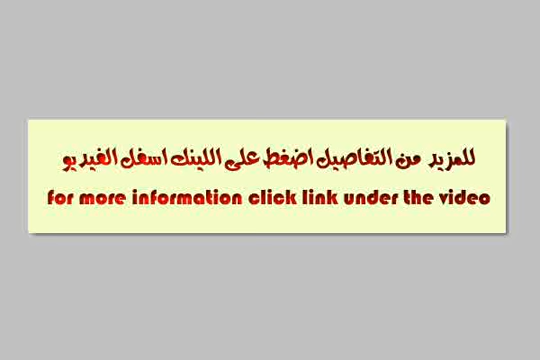 للمزيد من التفاصيل اضغط على اللينك اسفل الفيديو
for more information click link under the video